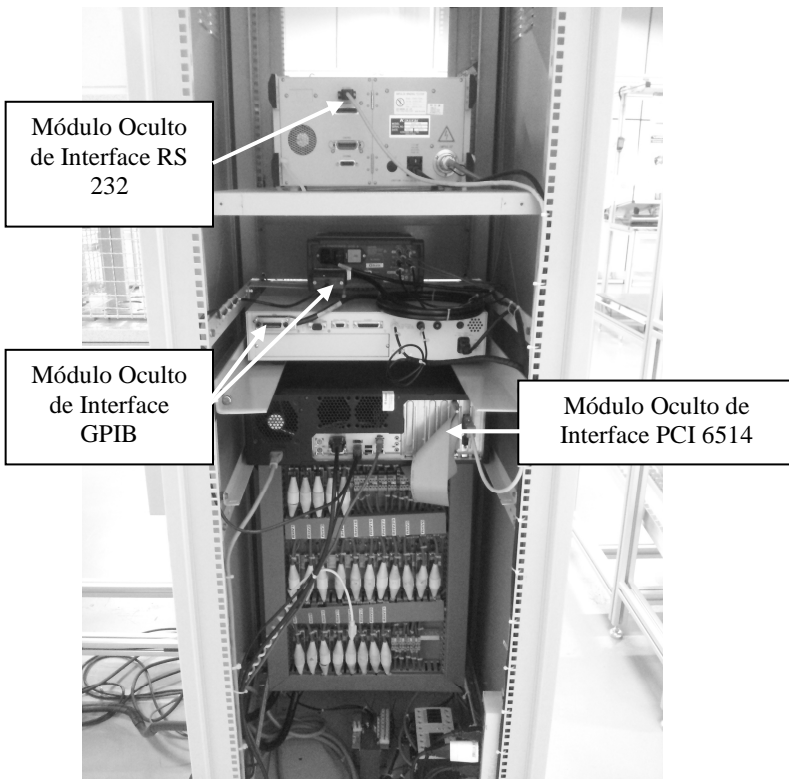 Módulo Oculto
de Interface RS
232
Módulo Oculto
de Interface
GPIB
Módulo Oculto de
Interface PCI 6514